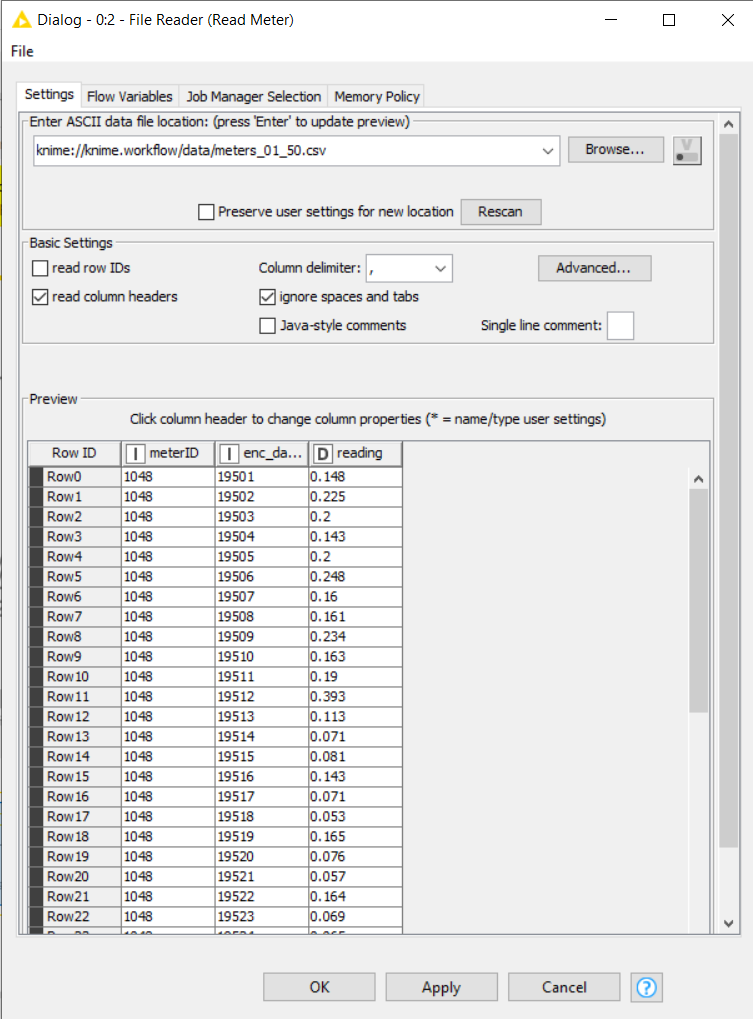 Dialog - 0:2 - File Reader (Read Meter)
File
Settings Flow Variables Job Manager Selection Memory Policy
Enter ASCII data file location: (press 'Enter' to update preview)
knime://knime.workflow/data/meters_01_50.csv Browse... V
Preserve user settings for new location Rescan
Basic Settings
read row IDs Column delimiter: , Advanced...
read column headers ignore spaces and tabs
Java-style comments Single line comment:
Preview
Click column header to change column properties (* = name/type user settings)
Row ID I meterID I enc_da... D reading
Row0 1048 19501 0.148
Row1 1048 19502 0.225
Row2 1048 19503 0.2
Row3 1048 19504 0.143
Row4 1048 19505 0.2
Row5 1048 19506 0.248
Row6 1048 19507 0.16
Row7 1048 19508 0.161
Row8 1048 19509 0.234
Row9 1048 19510 0.163
Row10 1048 19511 0.19
Row11 1048 19512 0.393
Row12 1048 19513 0.113
Row13 1048 19514 0.071
Row14 1048 19515 0.081
Row15 1048 19516 0.143
Row16 1048 19517 0.071
Row17 1048 19518 0.053
Row18 1048 19519 0.165
Row19 1048 19520 0.076
Row20 1048 19521 0.057
Row21 1048 19522 0.164
Row22 1048 19523 0.069
OK Apply Cancel ?